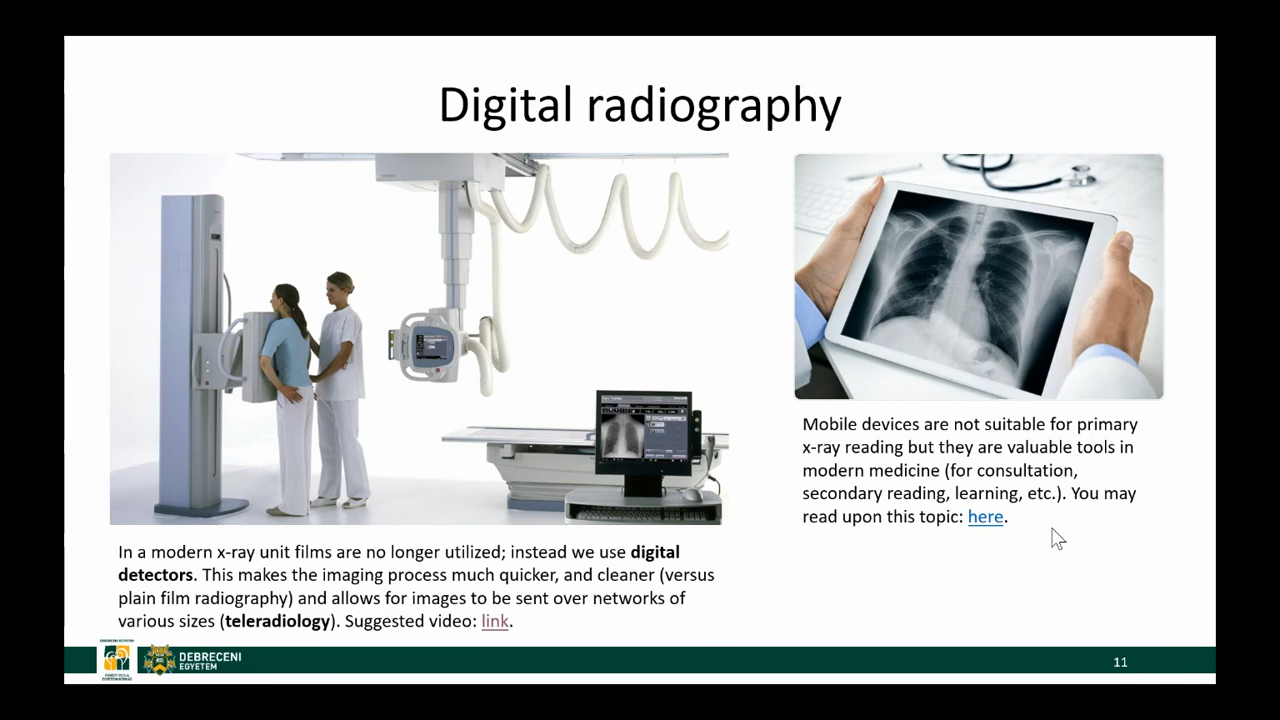 Digital radiography
Mobile devices are not suitable for primary
x-ray reading but they are valuable tools in
modern medicine (for consultation,
secondary reading, learning, etc.). You may
read upon this topic: here.
In a modern x-ray unit films are no longer utilized; instead we use digital
detectors. This makes the imaging process much quicker, and cleaner (versus
plain film radiography) and allows for images to be sent over networks of
various sizes (teleradiology). Suggested video: link.
DEBRECENI
EGYETEM
11